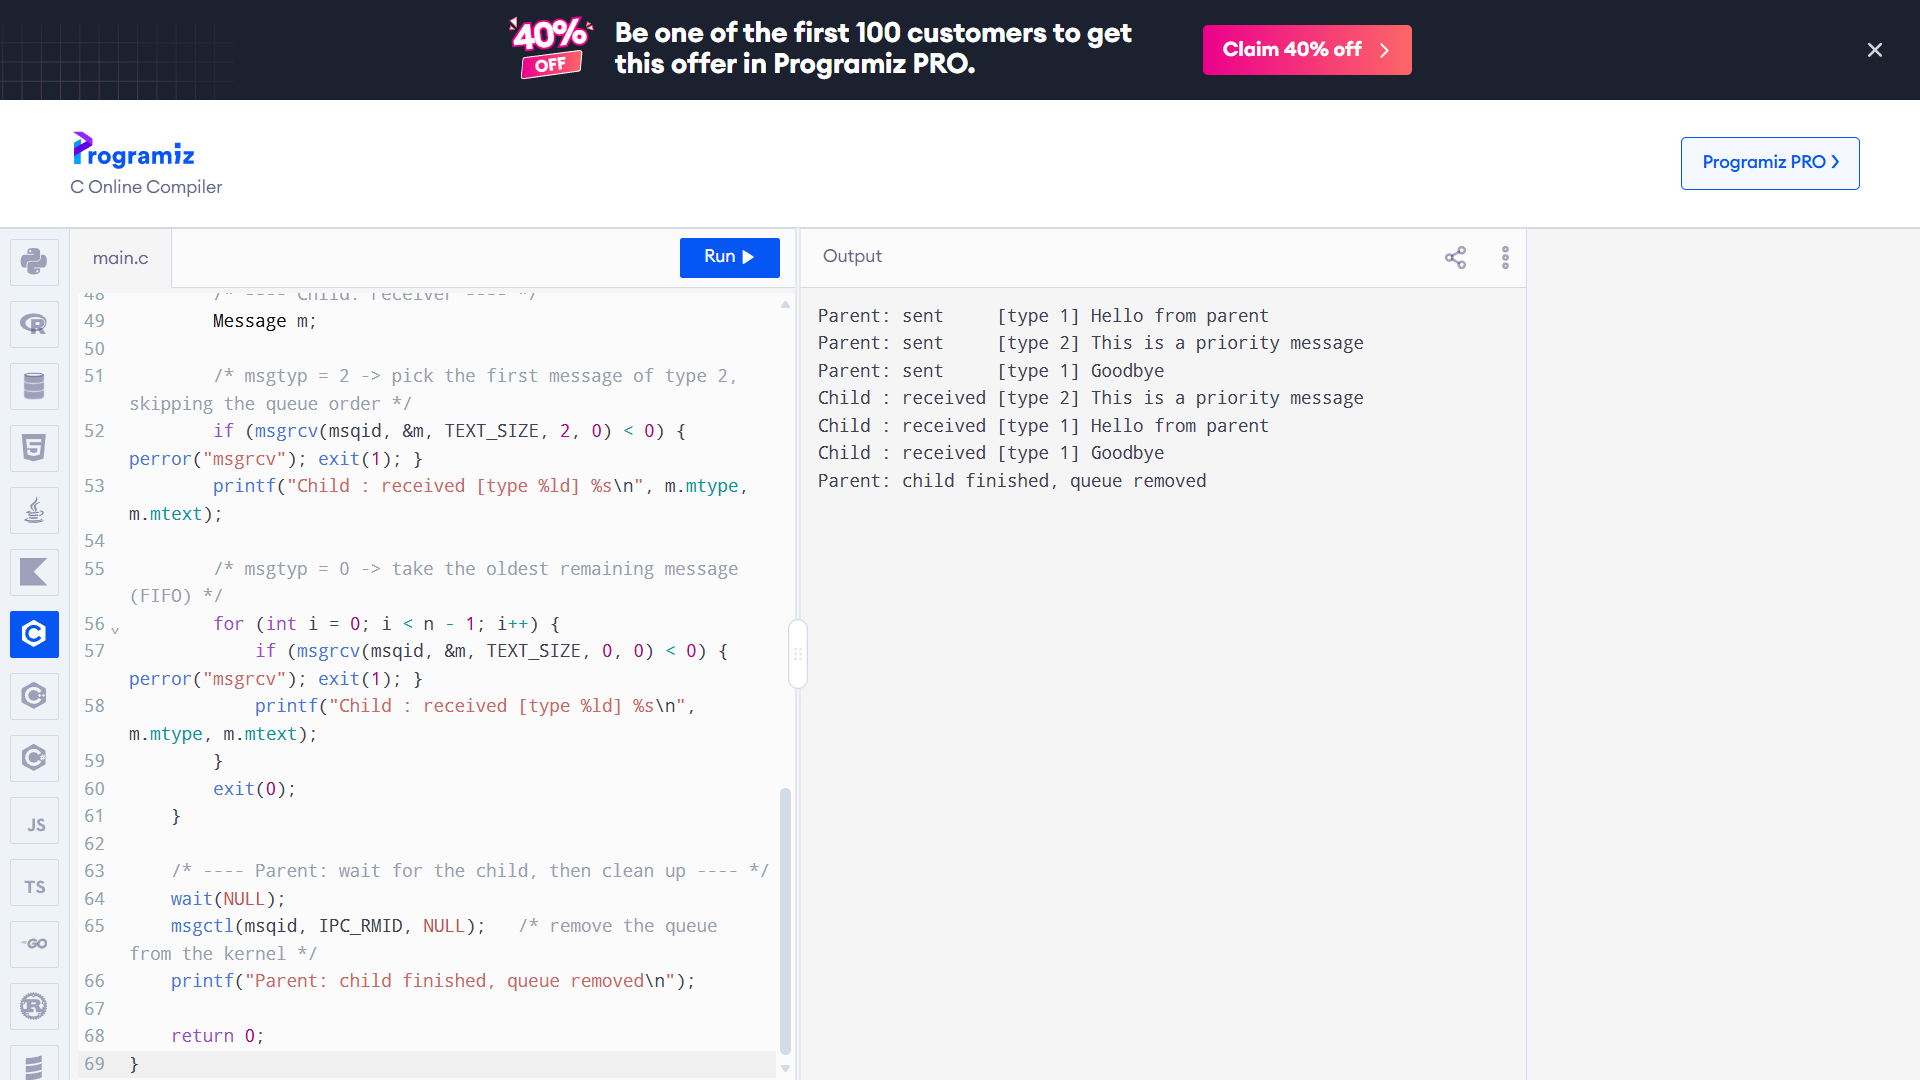 40%
OFF
Be one of the first 100 customers to get
this offer in Programiz PRO.
Claim 40% off
Programiz
C Online Compiler
Programiz PRO
main.c
Run
Output
48         /* ---- Child: receiver ---- */
49         Message m;
50
51         /* msgtyp = 2 -> pick the first message of type 2,
skipping the queue order */
52         if (msgrcv(msqid, &m, TEXT_SIZE, 2, 0) < 0) {
perror("msgrcv"); exit(1); }
53         printf("Child : received [type %ld] %s\n", m.mtype,
m.mtext);
54
55         /* msgtyp = 0 -> take the oldest remaining message
(FIFO) */
56         for (int i = 0; i < n - 1; i++) {
57             if (msgrcv(msqid, &m, TEXT_SIZE, 0, 0) < 0) {
perror("msgrcv"); exit(1); }
58             printf("Child : received [type %ld] %s\n",
m.mtype, m.mtext);
59         }
60         exit(0);
61     }
62
63     /* ---- Parent: wait for the child, then clean up ---- */
64     wait(NULL);
65     msgctl(msqid, IPC_RMID, NULL);   /* remove the queue
from the kernel */
66     printf("Parent: child finished, queue removed\n");
67
68     return 0;
69 }
Parent: sent     [type 1] Hello from parent
Parent: sent     [type 2] This is a priority message
Parent: sent     [type 1] Goodbye
Child : received [type 2] This is a priority message
Child : received [type 1] Hello from parent
Child : received [type 1] Goodbye
Parent: child finished, queue removed
R
5
C
C
C
JS
TS
GO
R